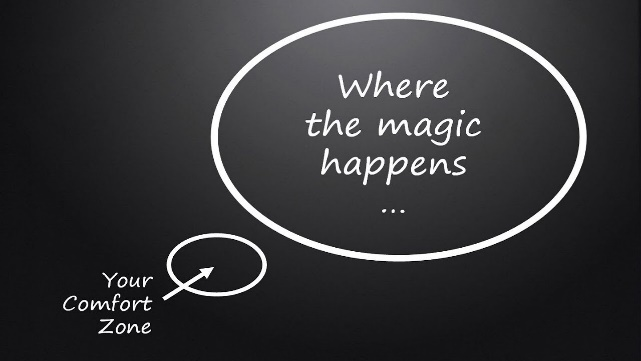 Where
the magic
happens
...
Your
Comfort
Zone